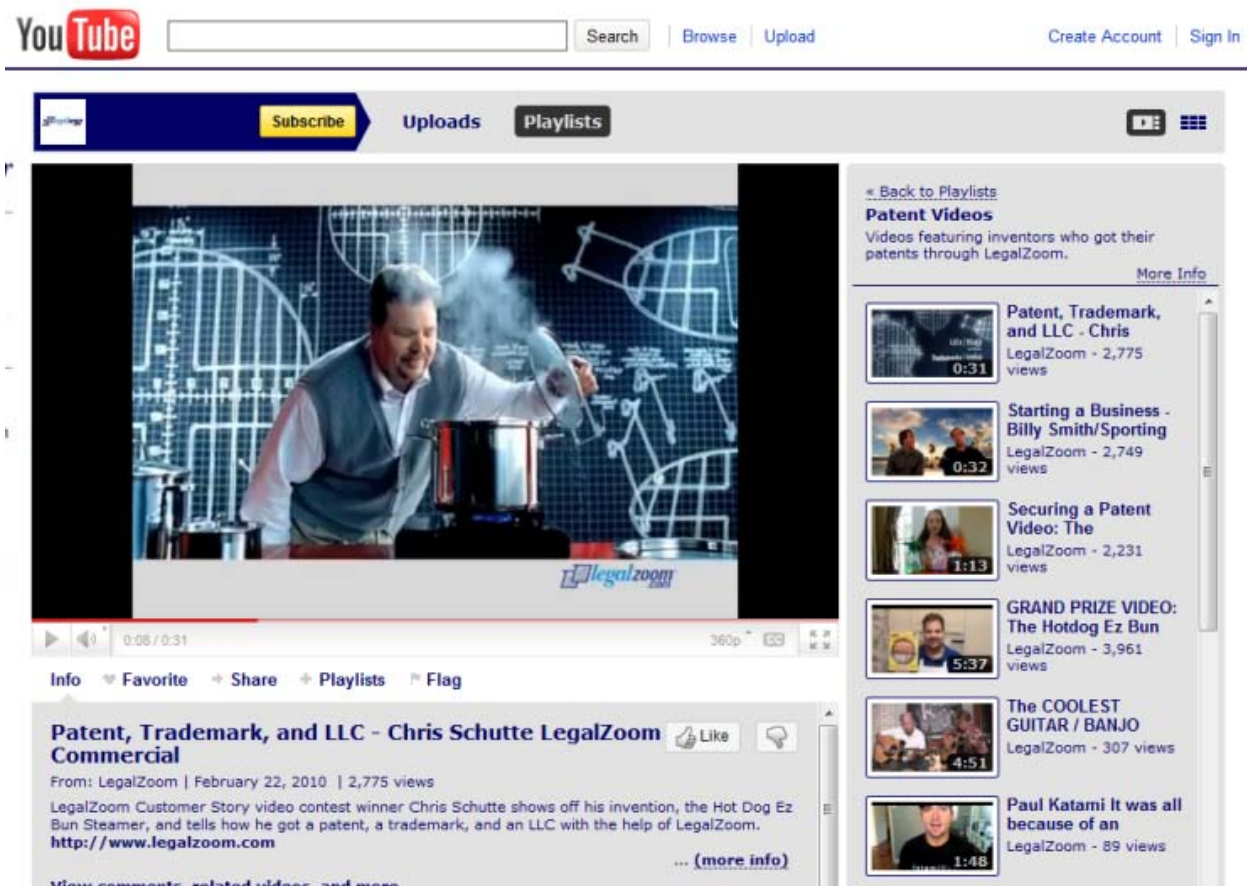 You Tube
Search
Browse
Upload
Create Account
Sign In
Subscribe
Uploads
Playlists
« Back to Playlists
Patent Videos
Videos featuring inventors who got their
patents through LegalZoom.
More Info
Patent, Trademark,
and LLC - Chris
LegalZoom - 2,775
views
0:31
Starting a Business -
Billy Smith/Sporting
LegalZoom - 2,749
views
0:32
Securing a Patent
Video: The
LegalZoom - 2,231
views
1:13
GRAND PRIZE VIDEO:
The Hotdog Ez Bun
LegalZoom - 3,961
views
5:37
The COOLEST
GUITAR / BANJO
LegalZoom - 307 views
4:51
Paul Katami It was all
because of an
LegalZoom - 89 views
1:48
legalzoom
.com
0:08 / 0:31
360p
CC
Info
Favorite
Share
Playlists
Flag
Patent, Trademark, and LLC - Chris Schutte LegalZoom
Commercial
Like
From: LegalZoom | February 22, 2010 | 2,775 views
LegalZoom Customer Story video contest winner Chris Schutte shows off his invention, the Hot Dog Ez
Bun Steamer, and tells how he got a patent, a trademark, and an LLC with the help of LegalZoom.
http://www.legalzoom.com
... (more info)
View comments, related videos, and more